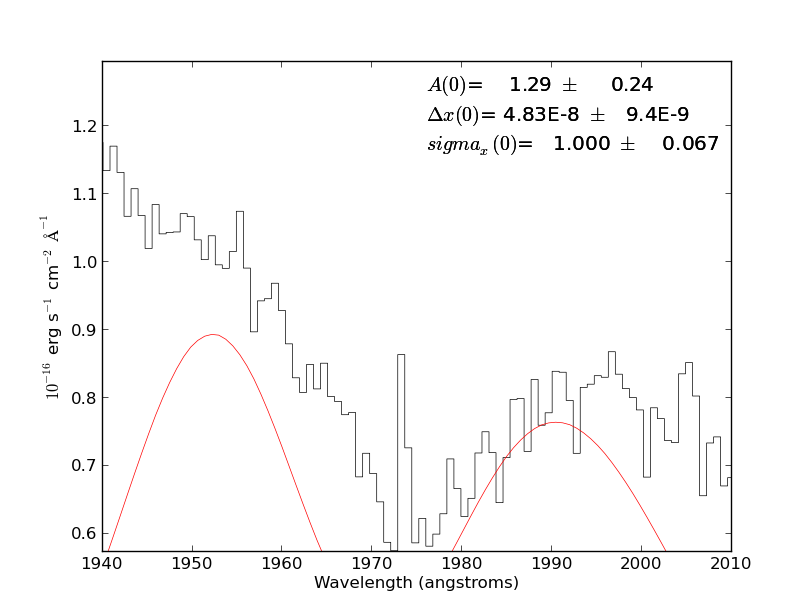 A(0)= 1.29 ± 0.24
Δx(0)= 4.83E-8 ± 9.4E-9
sigma_x (0)= 1.000 ± 0.067
1.2
1.1
1.0
0.9
0.8
0.7
0.6
10^{-16} erg s^{-1} cm^{-2} Å^{-1}
1940 1950 1960 1970 1980 1990 2000 2010
Wavelength (angstroms)